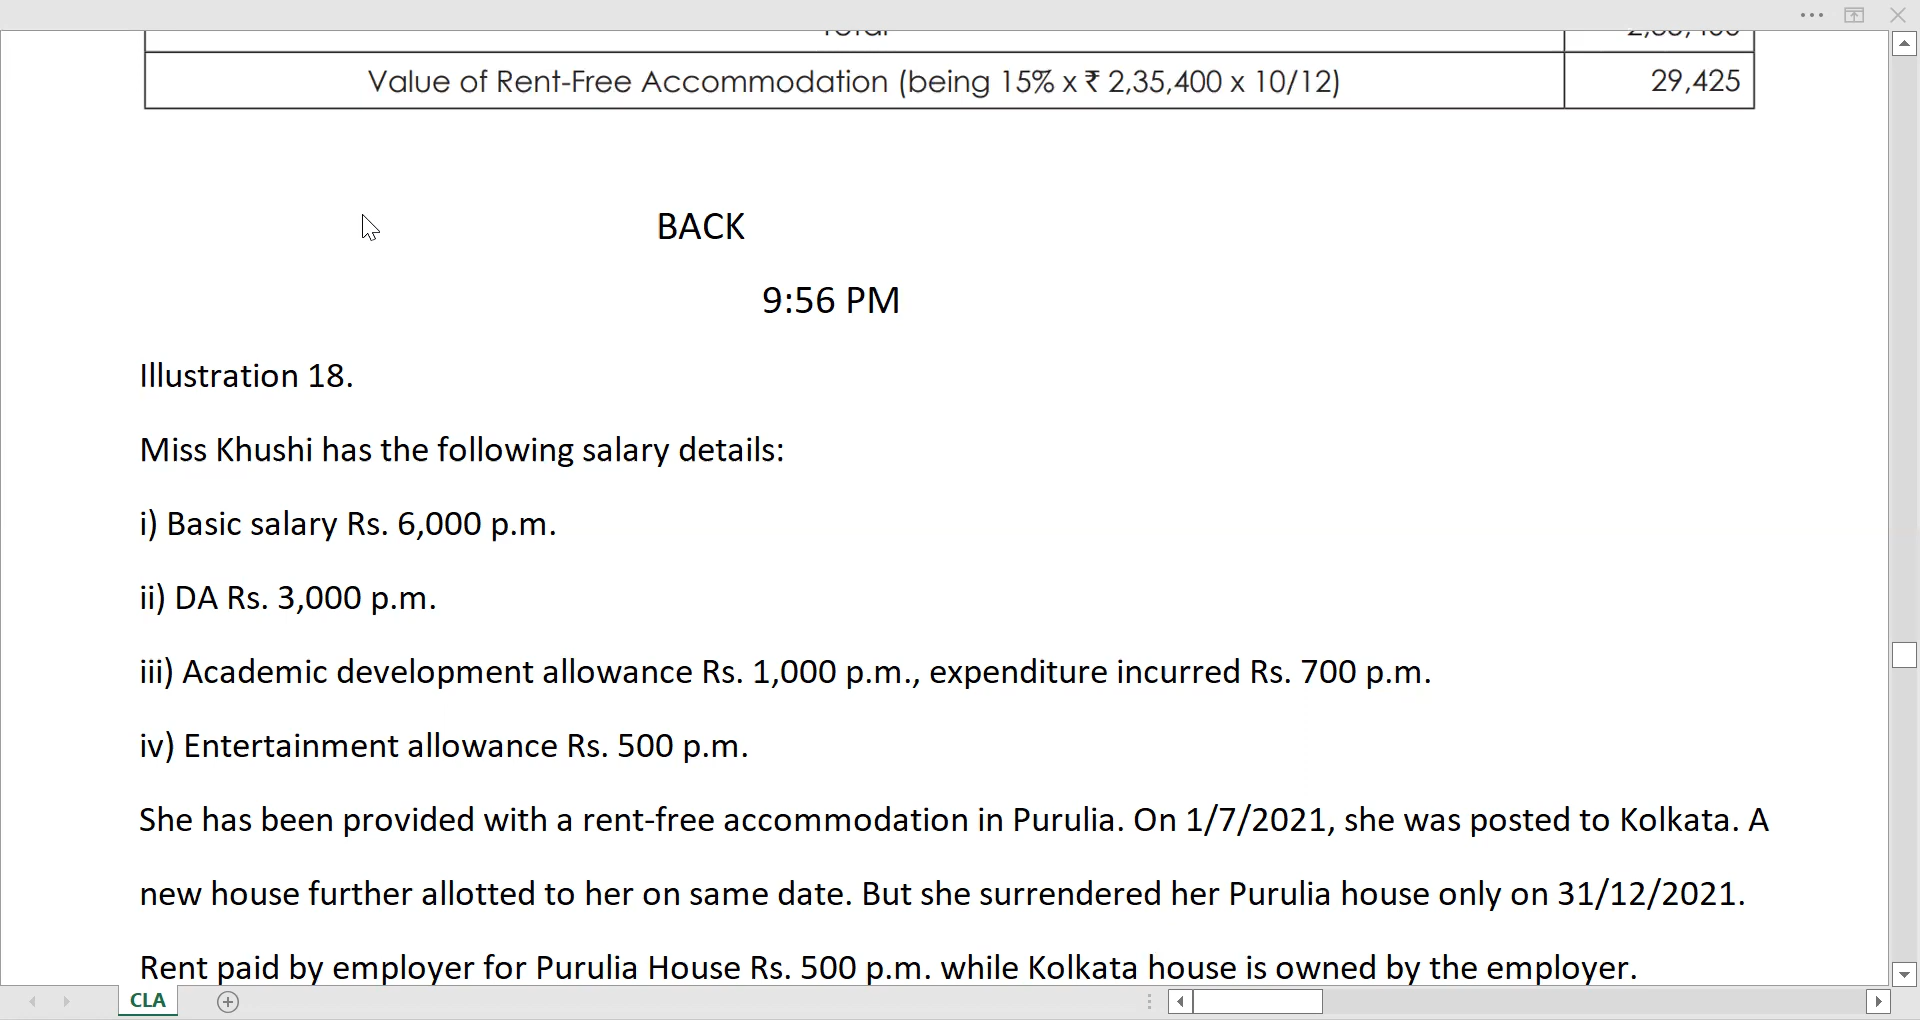 Value of Rent-Free Accommodation (being 15% x ₹ 2,35,400 x 10/12) 29,425
BACK
9:56 PM
Illustration 18.
Miss Khushi has the following salary details:
i) Basic salary Rs. 6,000 p.m.
ii) DA Rs. 3,000 p.m.
iii) Academic development allowance Rs. 1,000 p.m., expenditure incurred Rs. 700 p.m.
iv) Entertainment allowance Rs. 500 p.m.
She has been provided with a rent-free accommodation in Purulia. On 1/7/2021, she was posted to Kolkata. A
new house further allotted to her on same date. But she surrendered her Purulia house only on 31/12/2021.
Rent paid by employer for Purulia House Rs. 500 p.m. while Kolkata house is owned by the employer.
CLA